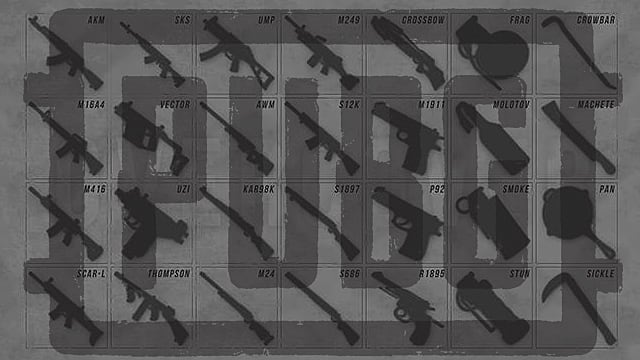 AKM SKS UMP M249 CROSSBOW FRAG CROWBAR
M16A4 VECTOR AWM S12K M1911 MOLOTOV MACHETE
M416 UZI KAR98K S1897 P92 SMOKE PAN
SCAR-L THOMPSON M24 S686 R1895 STUN SICKLE
PUBG